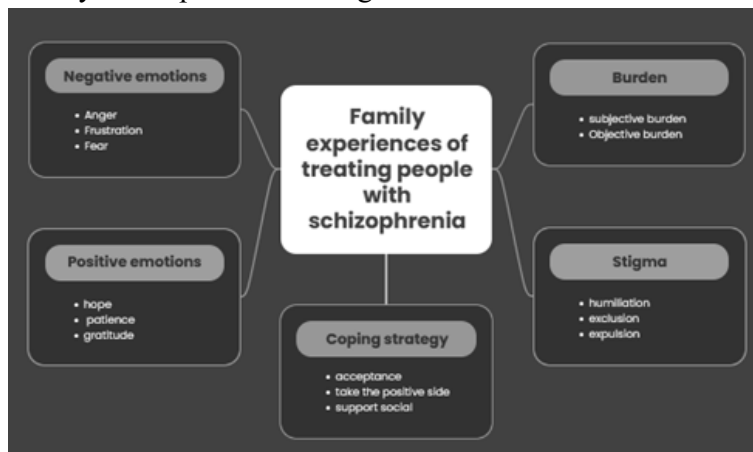 Negative emotions
• Anger
• Frustration
• Fear
Positive emotions
• hope
• patience
• gratitude
Family
experiences of
treating people
with
schizophrenia
Coping strategy
• acceptance
• take the positive side
• support social
Burden
• subjective burden
• Objective burden
Stigma
• humiliation
• exclusion
• expulsion